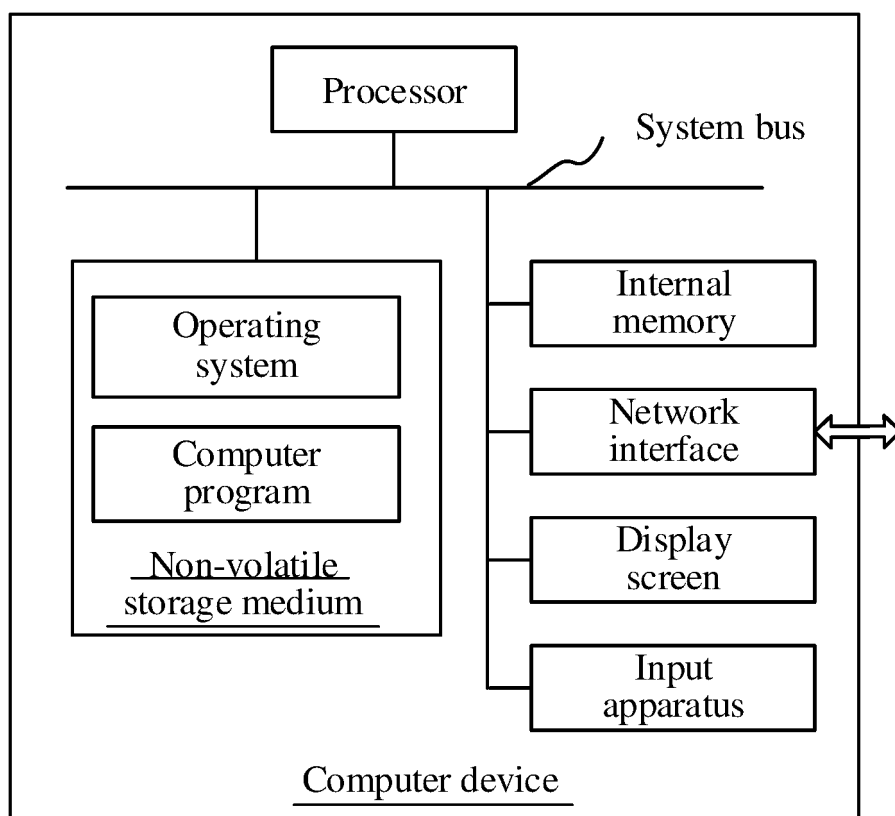 Processor
System bus
Operating
system
Computer
program
Non-volatile
storage medium
Internal
memory
Network
interface
Display
screen
Input
apparatus
Computer device